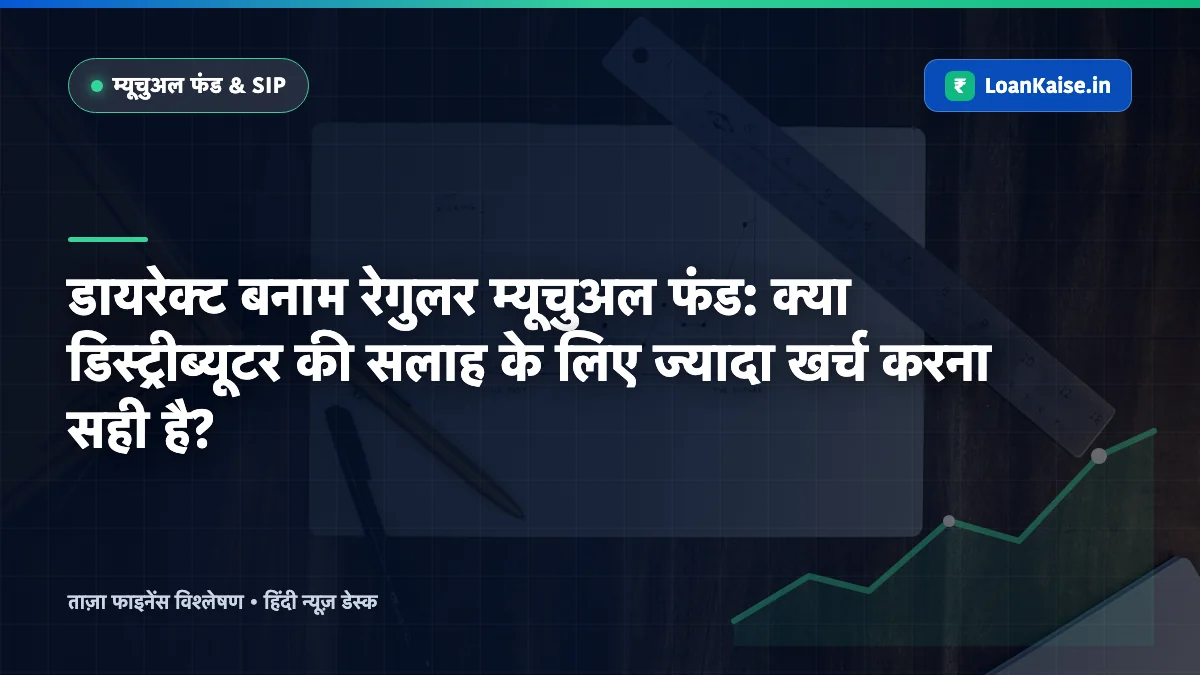 म्यूचुअल फंड & SIP
₹ LoanKaise.in
डायरेक्ट बनाम रेगुलर म्यूचुअल फंड: क्या
डिस्ट्रीब्यूटर की सलाह के लिए ज्यादा खर्च करना
सही है?
ताज़ा फाइनेंस विश्लेषण • हिंदी न्यूज़ डेस्क